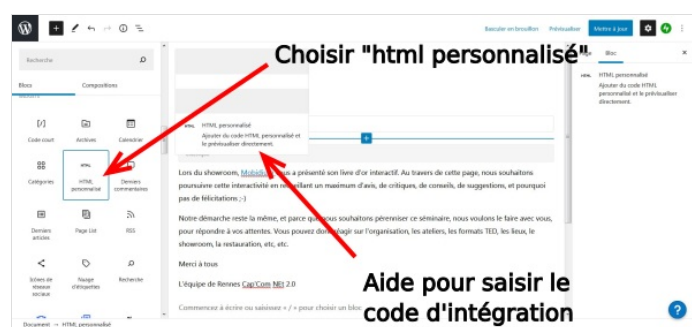 Basculer en brouillon Prévisualiser Mettre à jour
Choisir "html personnalisé"
Recherche
Blocs Compositions
Bloc
HTML personnalisé
Ajouter du code HTML
personnalisé et le prévisualiser
directement.
[/]
Code court Archives Calendrier
HTML personnalisé
Ajouter du code HTML personnalisé et
le prévisualiser directement.
HTML
Catégories HTML
personnalisé Derniers
commentaires
Derniers
articles Page List RSS
Icônes de
réseaux
sociaux Nuage
d'étiquettes Recherche
Lors du showroom, vous a présenté son livre d'or interactif. Au travers de cette page, nous souhaitons
poursuivre cette interactivité en recueillant un maximum d'avis, de critiques, de conseils, de suggestions, et pourquoi
pas de félicitations ;-)
Notre démarche reste la même, et parce que nous souhaitons pérenniser ce séminaire, nous voulons le faire avec vous,
pour répondre à vos attentes. Vous pouvez donc réagir sur l'organisation, les ateliers, les formats TED, les lieux, le
showroom, la restauration, etc, etc.
Merci à tous
L'équipe de Rennes Cap'Com NEt 2.0
Commencez à écrire ou saisissez « / » pour choisir un bloc
Aide pour saisir le
code d'intégration
Document → HTML personnalisé
?